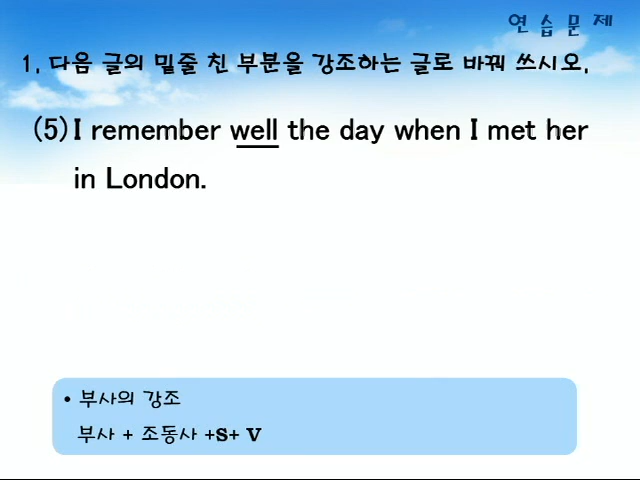 연 습 문 제
1. 다음 글의 밑줄 친 부분을 강조하는 글로 바꿔 쓰시오.
(5) I remember well the day when I met her
in London.
• 부사의 강조
부사 + 조동사 +S+ V